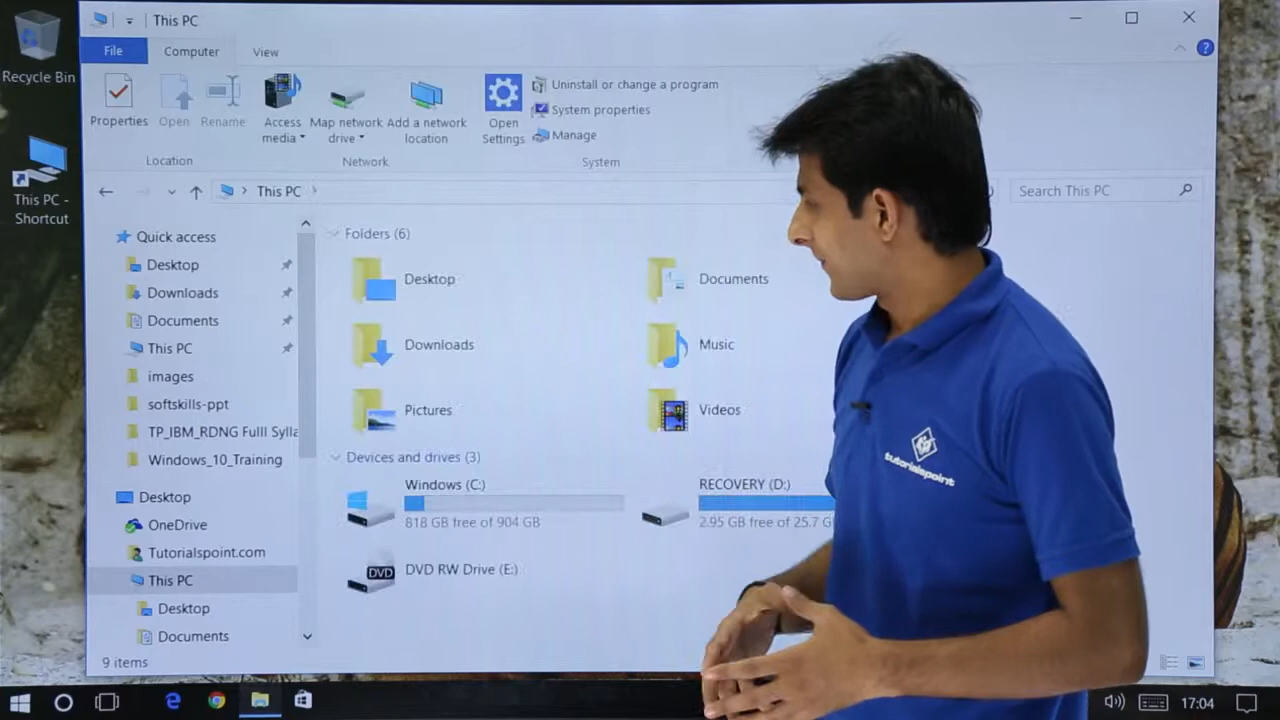 This PC
Recycle Bin
File
Computer
View
?
Properties
Open
Rename
Access media
Map network drive
Add a network location
Open Settings
Uninstall or change a program
System properties
Manage
Location
Network
System
This PC
Search This PC
This PC - Shortcut
Quick access
Desktop
Downloads
Documents
This PC
images
softskills-ppt
TP_IBM_RDNG Fulll Sylla
Windows_10_Training
Desktop
OneDrive
Tutorialspoint.com
This PC
Desktop
Documents
Folders (6)
Desktop
Documents
Downloads
Music
Pictures
Videos
Devices and drives (3)
Windows (C:)
818 GB free of 904 GB
RECOVERY (D:)
2.95 GB free of 25.7 G
DVD
DVD RW Drive (E:)
9 items
tutorialspoint
17:04